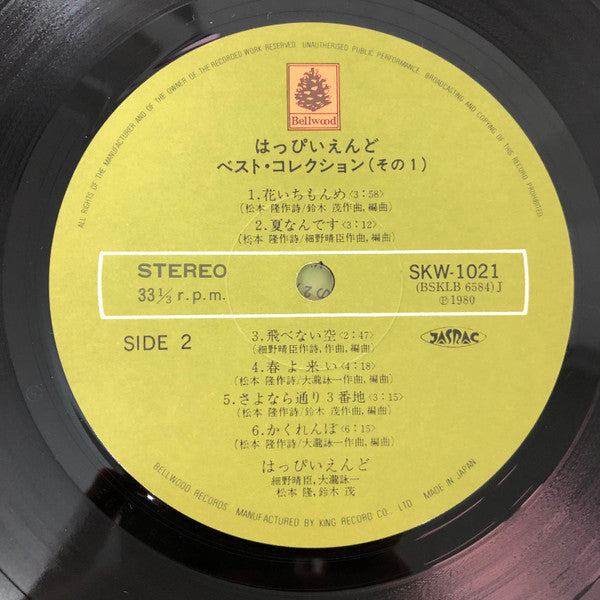 ALL RIGHTS OF THE MANUFACTURER AND OF THE OWNER OF THE RECORDED WORK RESERVED. UNAUTHORISED PUBLIC PERFORMANCE, BROADCASTING AND COPYING OF THIS RECORD PROHIBITED
Bellwood
はっぴいえんど
ベスト・コレクション(その1)
1.花いちもんめ<3:58>
(松本 隆作詩/鈴木 茂作曲,編曲)
2.夏なんです<3:12>
(松本 隆作詩/細野晴臣作曲,編曲)
STEREO
33⅓ r.p.m.
SKW-1021
(BSKLB 6584) J
Ⓟ1980
SIDE 2
JASRAC
3.飛べない空<2:47>
(細野晴臣作詩,作曲,編曲)
4.春よ来い<4:18>
(松本 隆作詩/大瀧詠一作曲,編曲)
5.さよなら通り3番地<3:15>
(松本 隆作詩/鈴木 茂作曲,編曲)
6.かくれんぼ<6:15>
(松本 隆作詩/大瀧詠一作曲,編曲)
はっぴいえんど
細野晴臣,大瀧詠一
松本 隆,鈴木 茂
BELLWOOD RECORDS MANUFACTURED BY KING RECORD CO., LTD MADE IN JAPAN